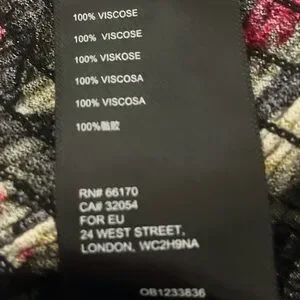 100% VISCOSE
100% VISCOSE
100% VISKOSE
100% VISCOSA
100% VISCOSA
100%黏胶
RN# 66170
CA# 32054
FOR EU
24 WEST STREET,
LONDON, WC2H9NA
OB1233836